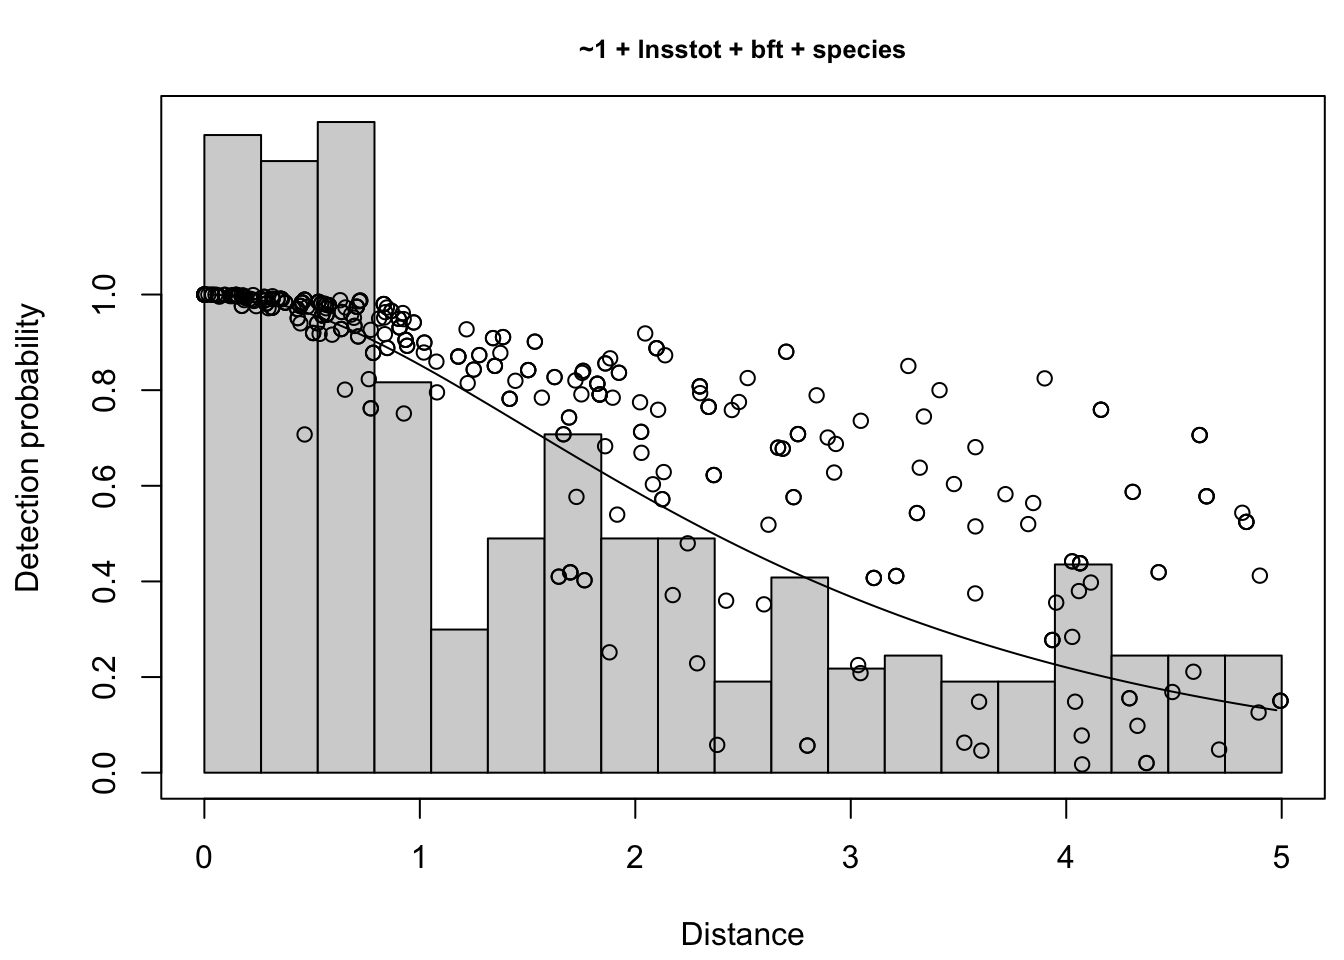 ~1 + lnsstot + bft + species
Detection probability
1.0
0.8
0.6
0.4
0.2
0.0
0 1 2 3 4 5
Distance